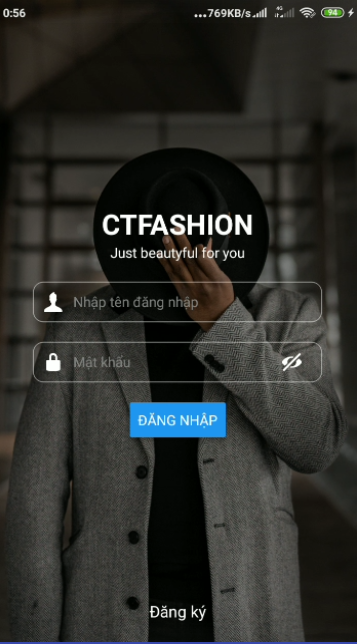 0:56
...769KB/s 4G 94
CTFASHION
Just beautyful for you
Nhập tên đăng nhập
Mật khẩu
ĐĂNG NHẬP
Đăng ký